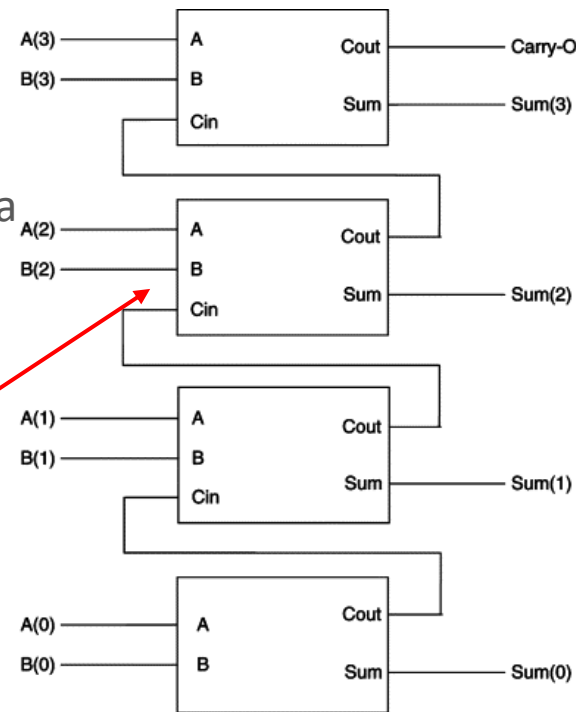 A(3) A Cout Carry-O
B(3) B
Sum Sum(3)
Cin
a
A(2) A Cout
B(2) B
Sum Sum(2)
Cin
A(1) A Cout
B(1) B
Sum Sum(1)
Cin
A(0) A Cout
B(0) B
Sum Sum(0)